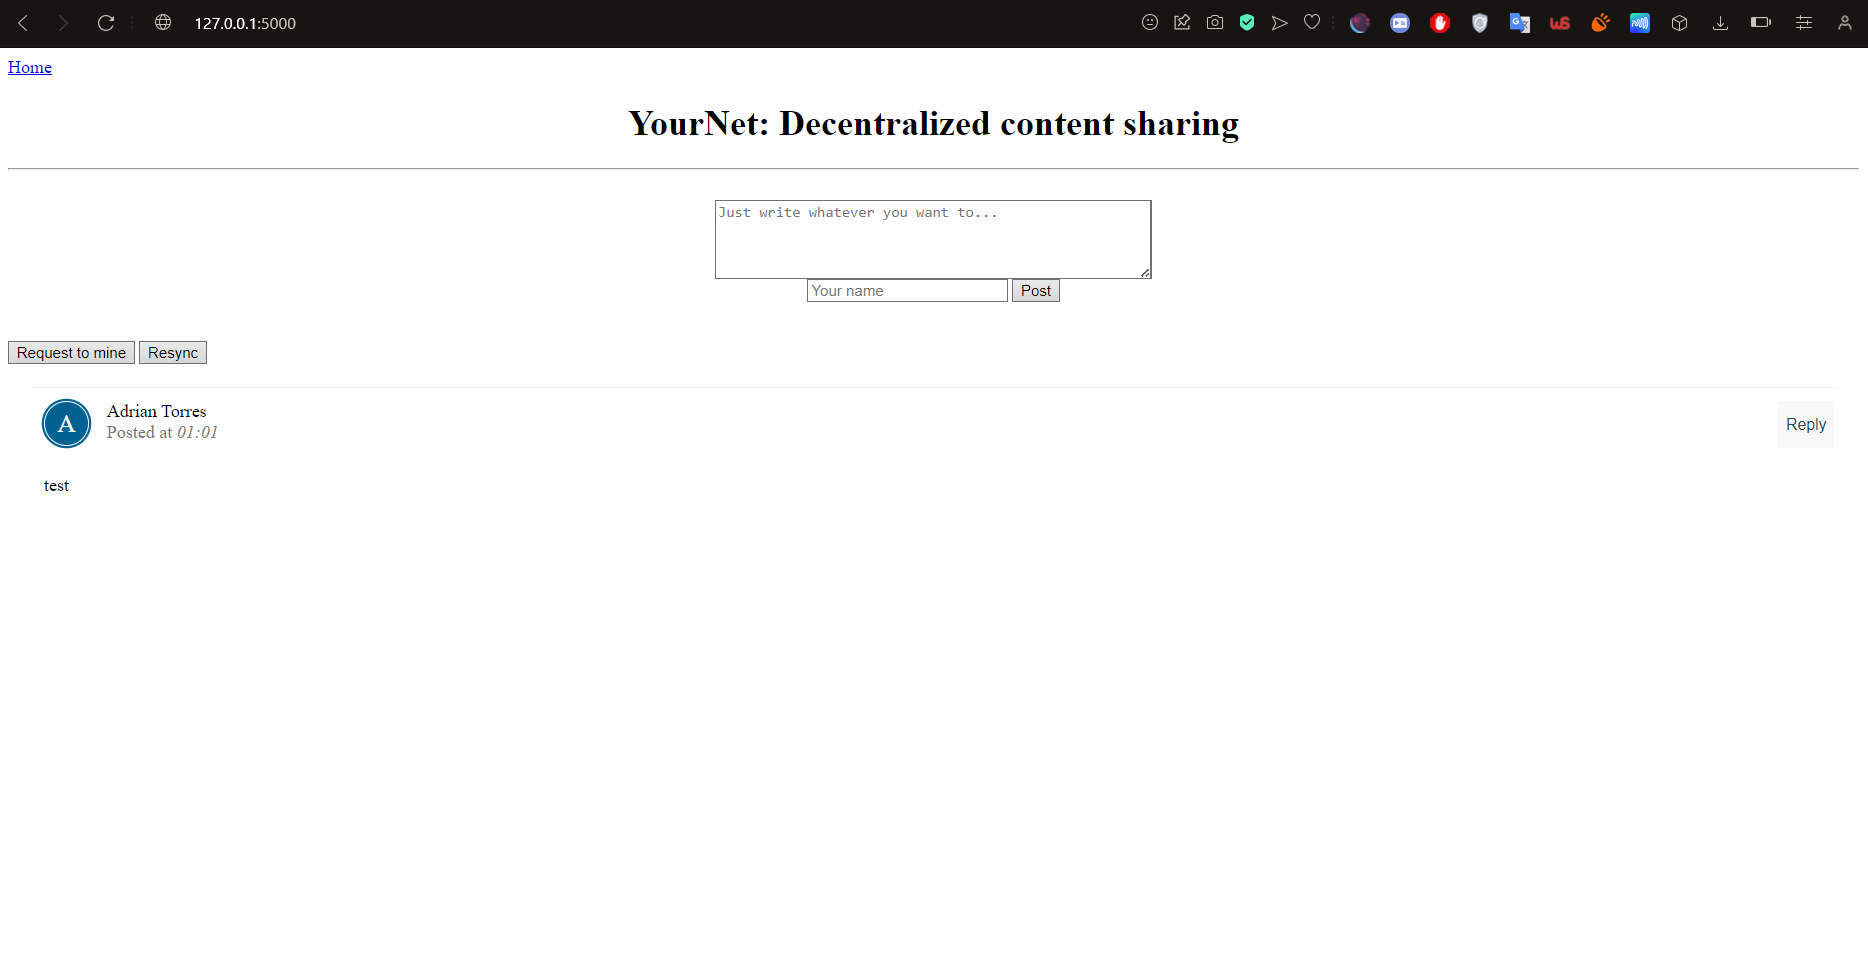 127.0.0.1:5000
Home
YourNet: Decentralized content sharing
Just write whatever you want to...
Your name Post
Request to mine Resync
A Adrian Torres
Posted at 01:01
Reply
test